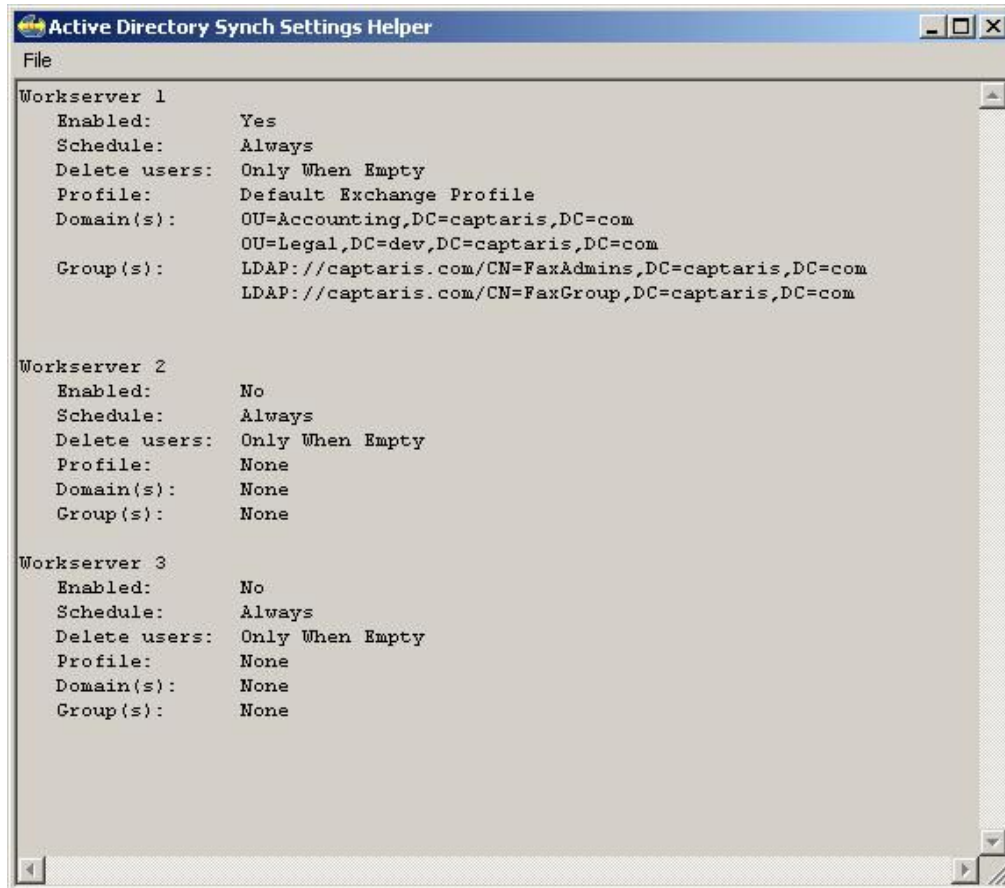 Active Directory Synch Settings Helper
File
Workserver 1
Enabled: Yes
Schedule: Always
Delete users: Only When Empty
Profile: Default Exchange Profile
Domain(s): OU=Accounting,DC=captaris,DC=com
OU=Legal,DC=dev,DC=captaris,DC=com
Group(s): LDAP://captaris.com/CN=FaxAdmins,DC=captaris,DC=com
LDAP://captaris.com/CN=FaxGroup,DC=captaris,DC=com
Workserver 2
Enabled: No
Schedule: Always
Delete users: Only When Empty
Profile: None
Domain(s): None
Group(s): None
Workserver 3
Enabled: No
Schedule: Always
Delete users: Only When Empty
Profile: None
Domain(s): None
Group(s): None